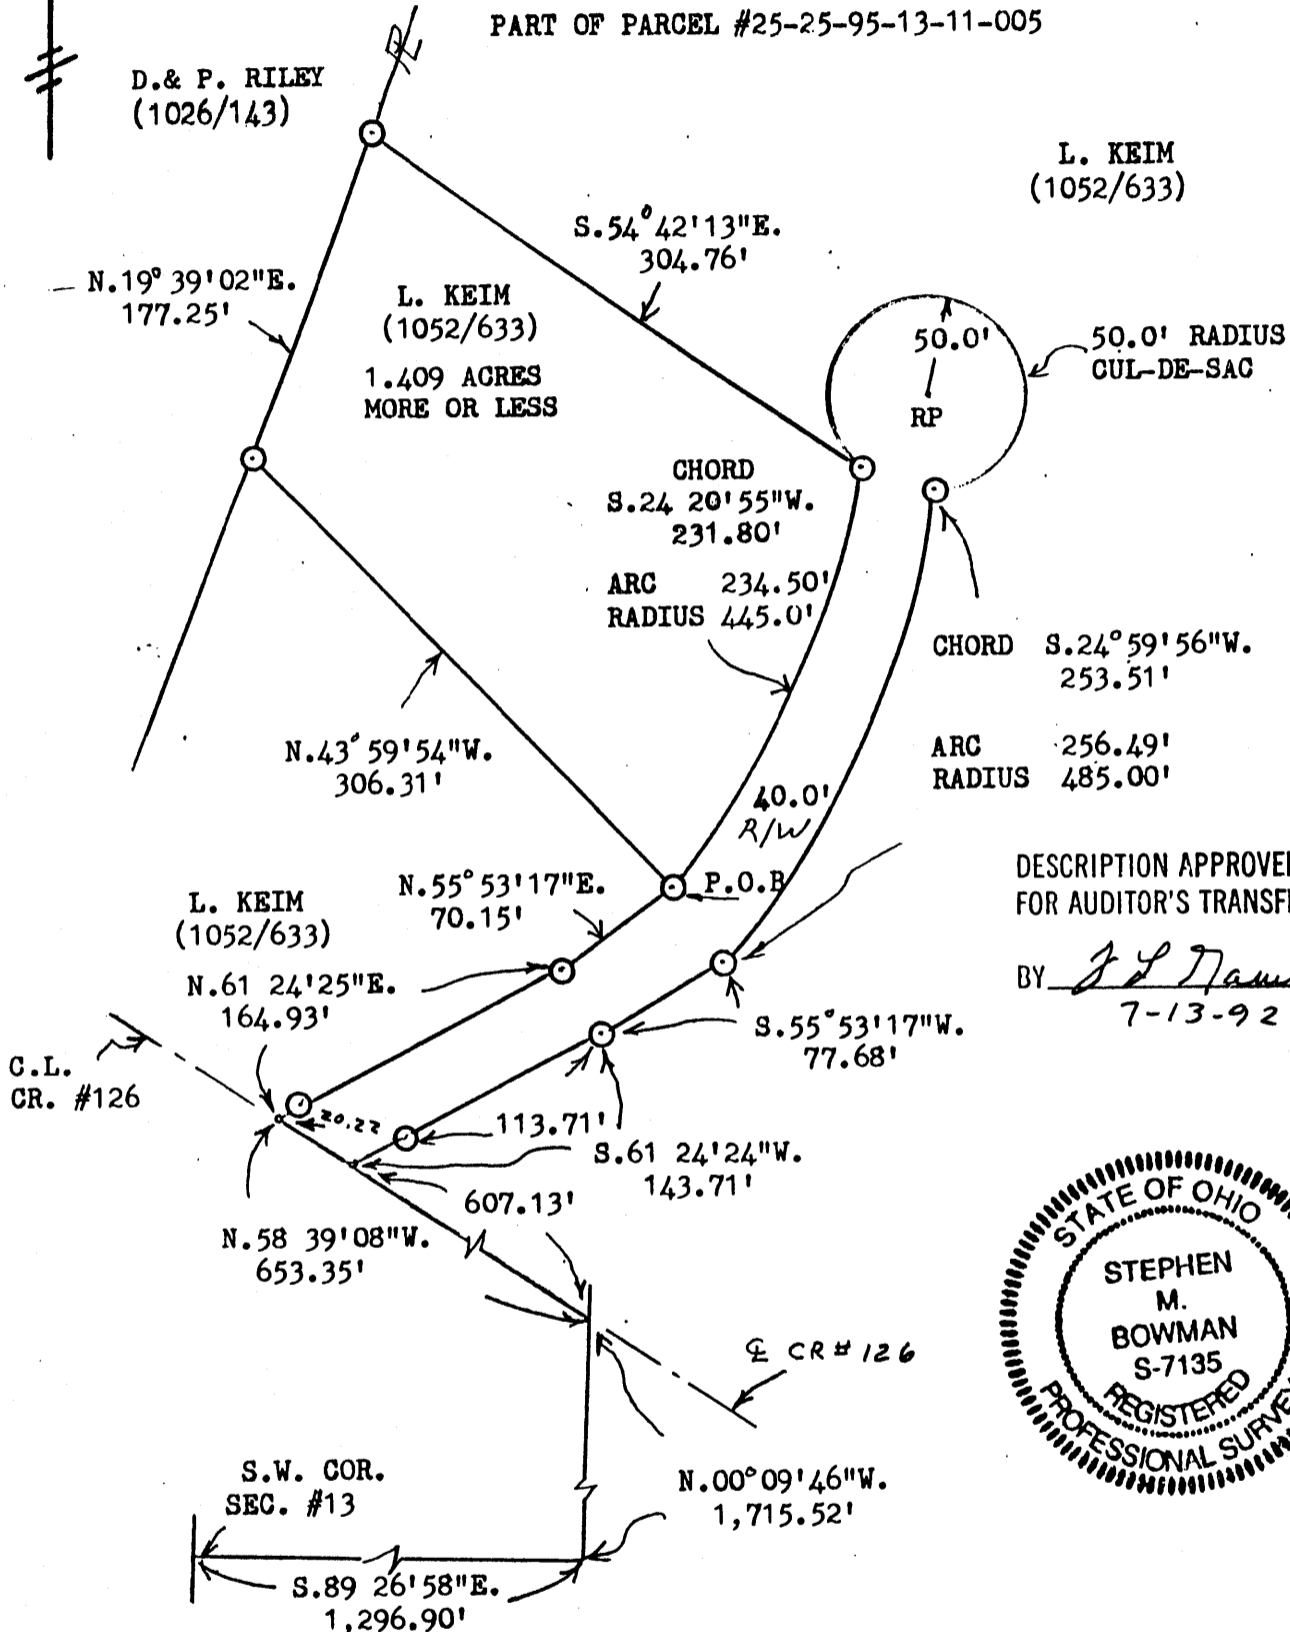 PART OF PARCEL #25-25-95-13-11-005
PL
D.& P. RILEY
(1026/143)
L. KEIM
(1052/633)
S.54°42'13"E.
304.76'
N.19°39'02"E.
177.25'
L. KEIM
(1052/633)
1.409 ACRES
MORE OR LESS
50.0'
RP
50.0' RADIUS
CUL-DE-SAC
CHORD
S.24 20'55"W.
231.80'
ARC 234.50'
RADIUS 445.0'
CHORD S.24°59'56"W.
253.51'
ARC 256.49'
RADIUS 485.00'
N.43°59'54"W.
306.31'
40.0'
R/W
P.O.B
DESCRIPTION APPROVE
FOR AUDITOR'S TRANSF
BY
7-13-92
N.55°53'17"E.
70.15'
L. KEIM
(1052/633)
N.61 24'25"E.
164.93'
S.55°53'17"W.
77.68'
C.L.
CR. #126
20.22
113.71'
S.61 24'24"W.
143.71'
607.13'
N.58 39'08"W.
653.35'
STATE OF OHIO
STEPHEN
M.
BOWMAN
S-7135
REGISTERED
PROFESSIONAL SURVEY
℄ CR # 126
N.00°09'46"W.
1,715.52'
S.W. COR.
SEC. #13
S.89 26'58"E.
1,296.90'